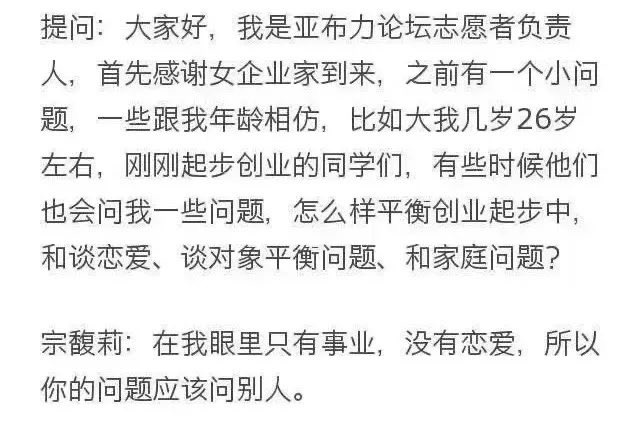 提问：大家好，我是亚布力论坛志愿者负责
人，首先感谢女企业家到来，之前有一个小问
题，一些跟我年龄相仿，比如大我几岁26岁
左右，刚刚起步创业的同学们，有些时候他们
也会问我一些问题，怎么样平衡创业起步中，
和谈恋爱、谈对象平衡问题、和家庭问题？
宗馥莉：在我眼里只有事业，没有恋爱，所以
你的问题应该问别人。